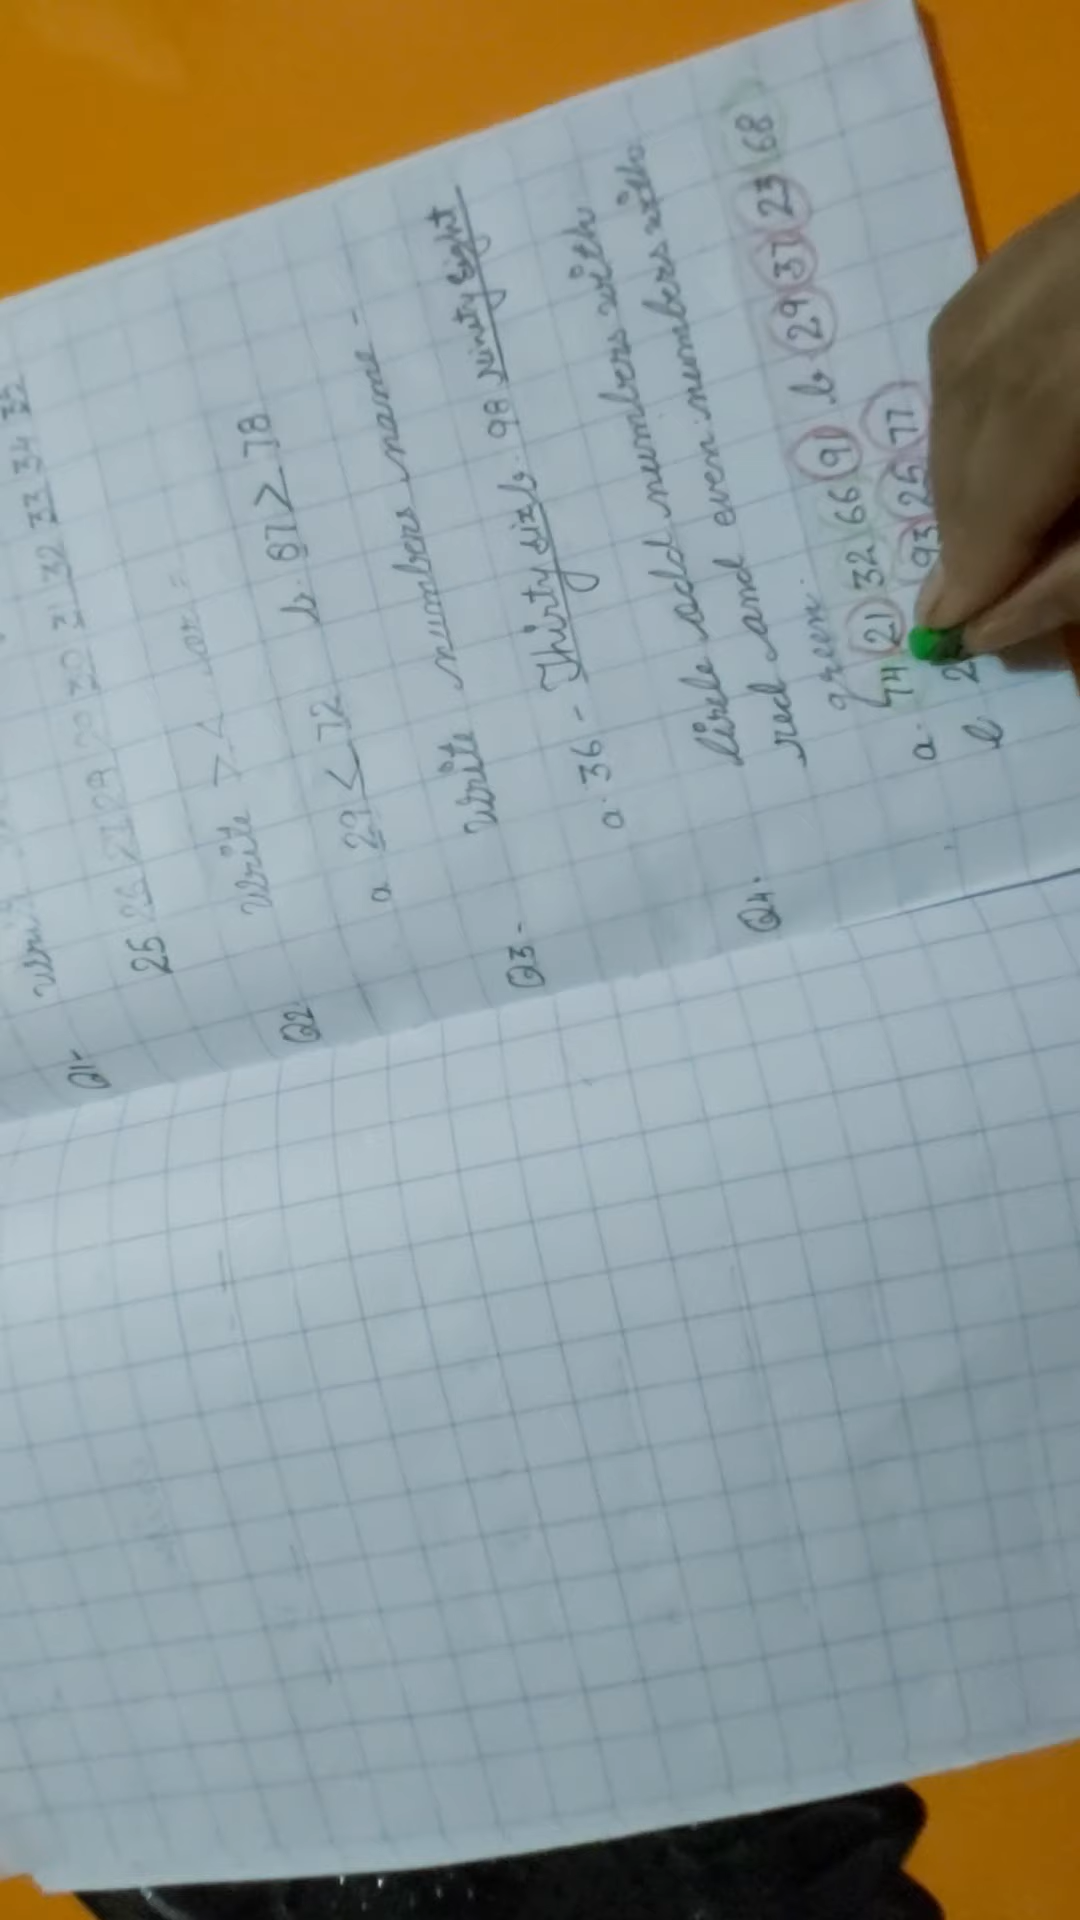 Q1-
25 26 27 29 30 31 32 33 34 35
Q2 Write > < or =
a 29 < 72 b. 87 > 78
Q3- Write numbers name -
a. 36 - Thirty six b. 98 Ninety Eight
Q4. Circle odd numbers with
red and even numbers with
green.
74 21 32 66 91 b. 29 37 23 68
a. 93 25 77